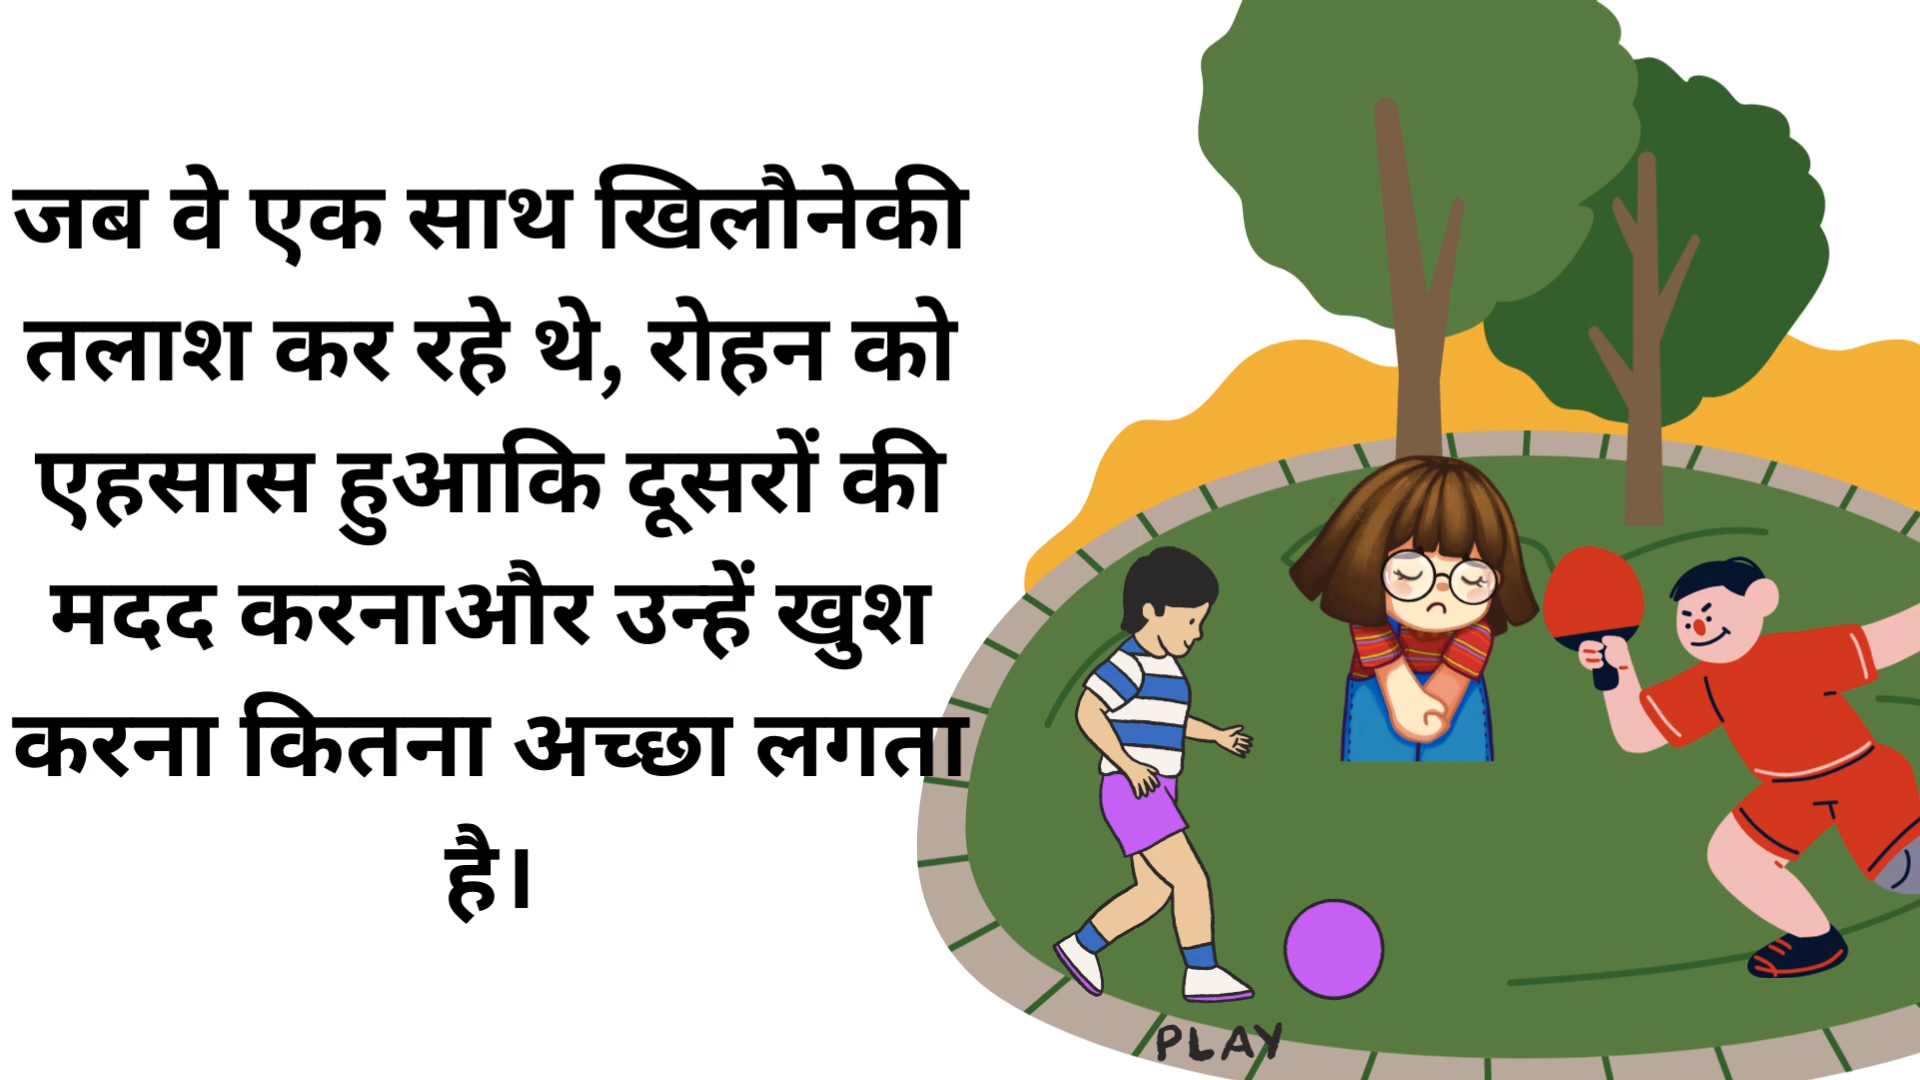 जब वे एक साथ खिलौनेकी
तलाश कर रहे थे, रोहन को
एहसास हुआकि दूसरों की
मदद करनाऔर उन्हें खुश
करना कितना अच्छा लगता
है।
PLAY